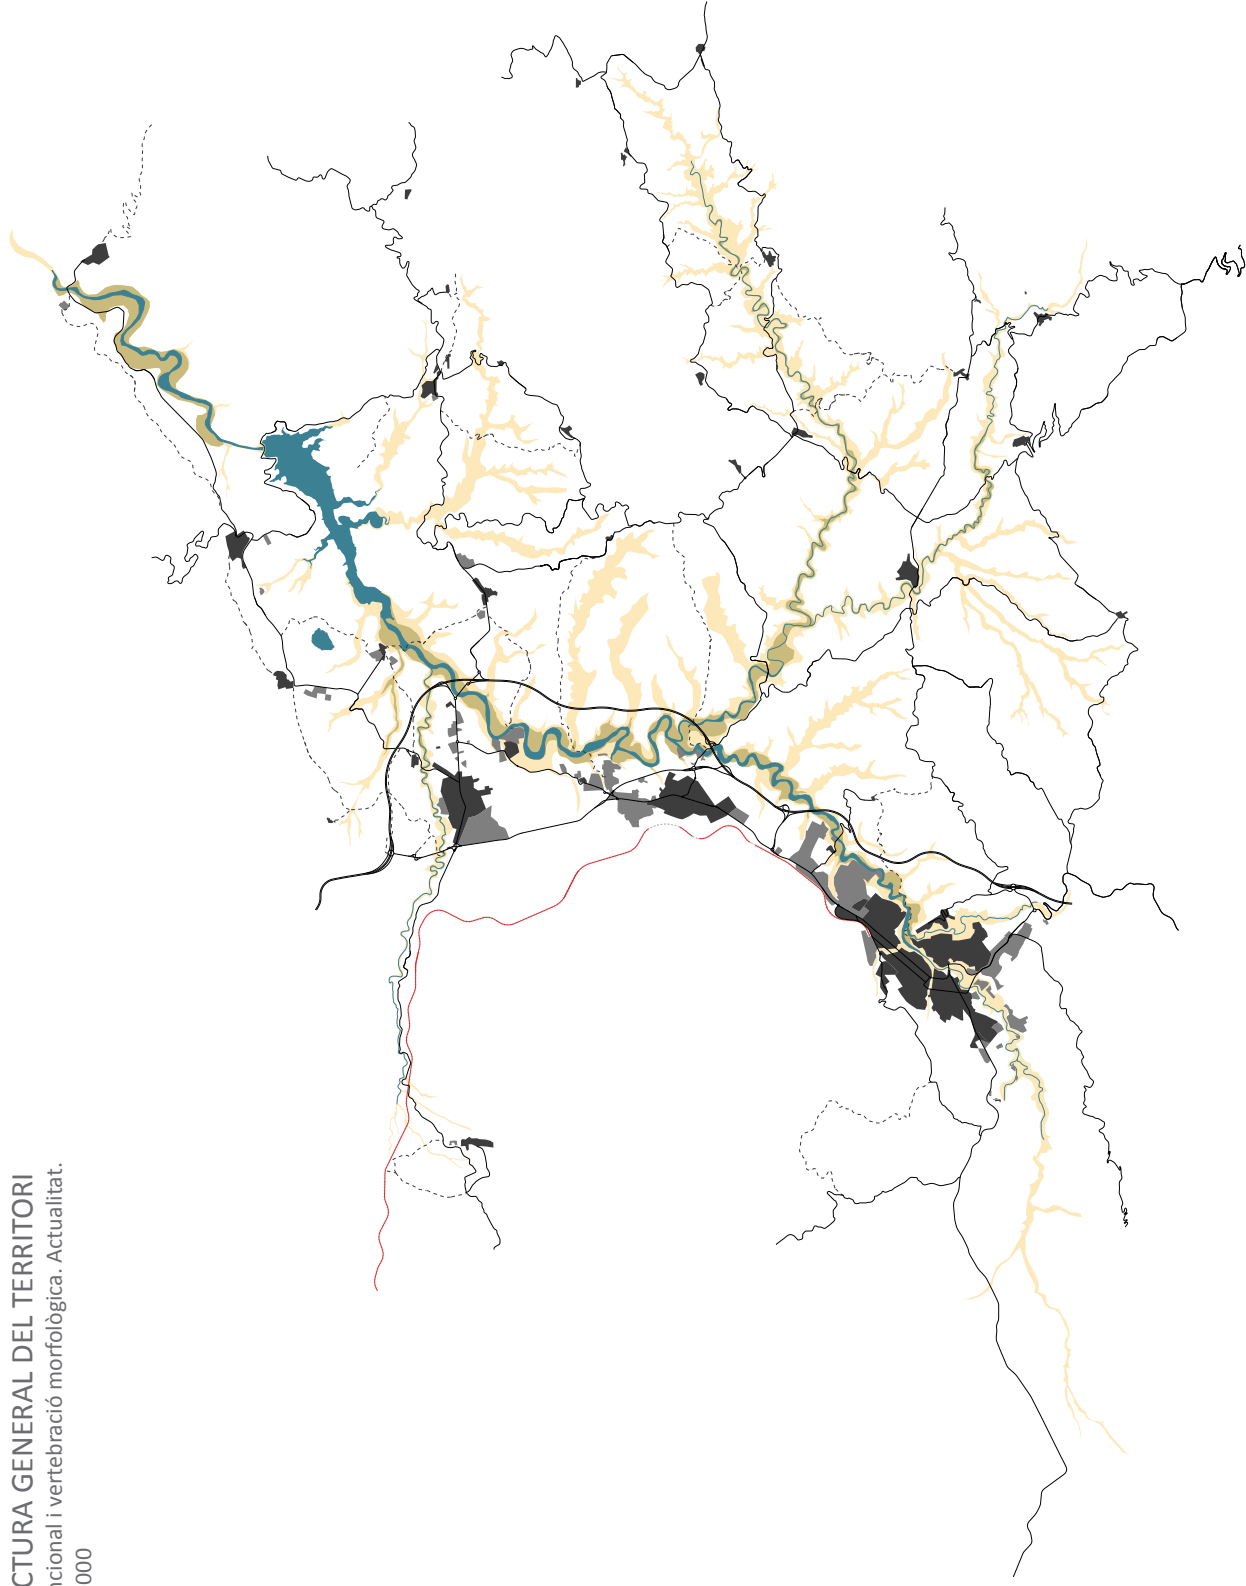 CTURA GENERAL DEL TERRITORI
ncional i vertebració morfològica. Actualitat.
000